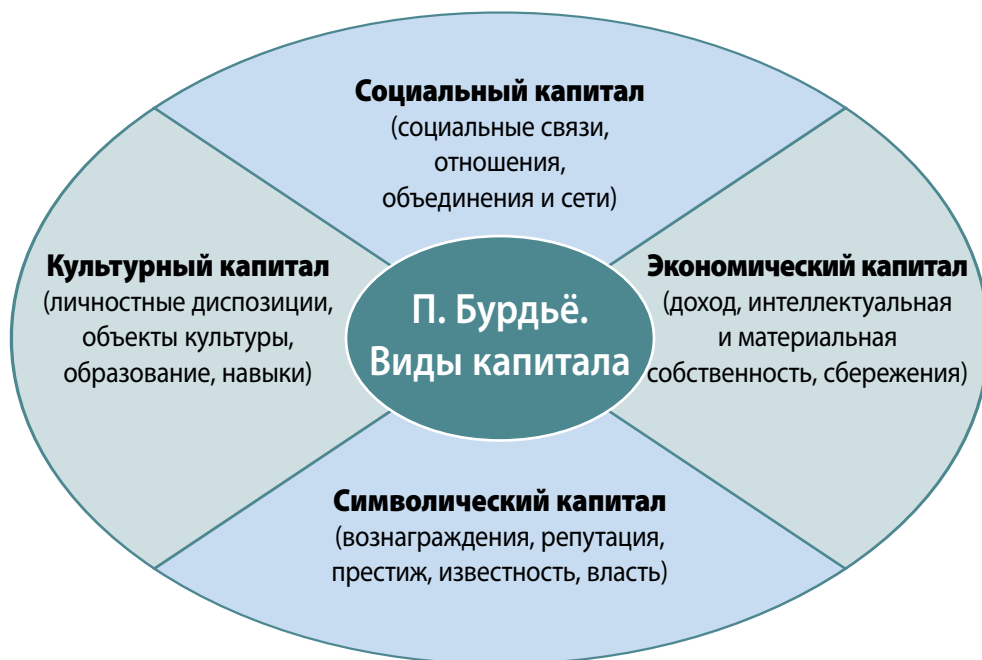 Социальный капитал
(социальные связи,
отношения,
объединения и сети)
Культурный капитал
(личностные диспозиции,
объекты культуры,
образование, навыки)
П. Бурдьё.
Виды капитала
Экономический капитал
(доход, интеллектуальная
и материальная
собственность, сбережения)
Символический капитал
(вознаграждения, репутация,
престиж, известность, власть)